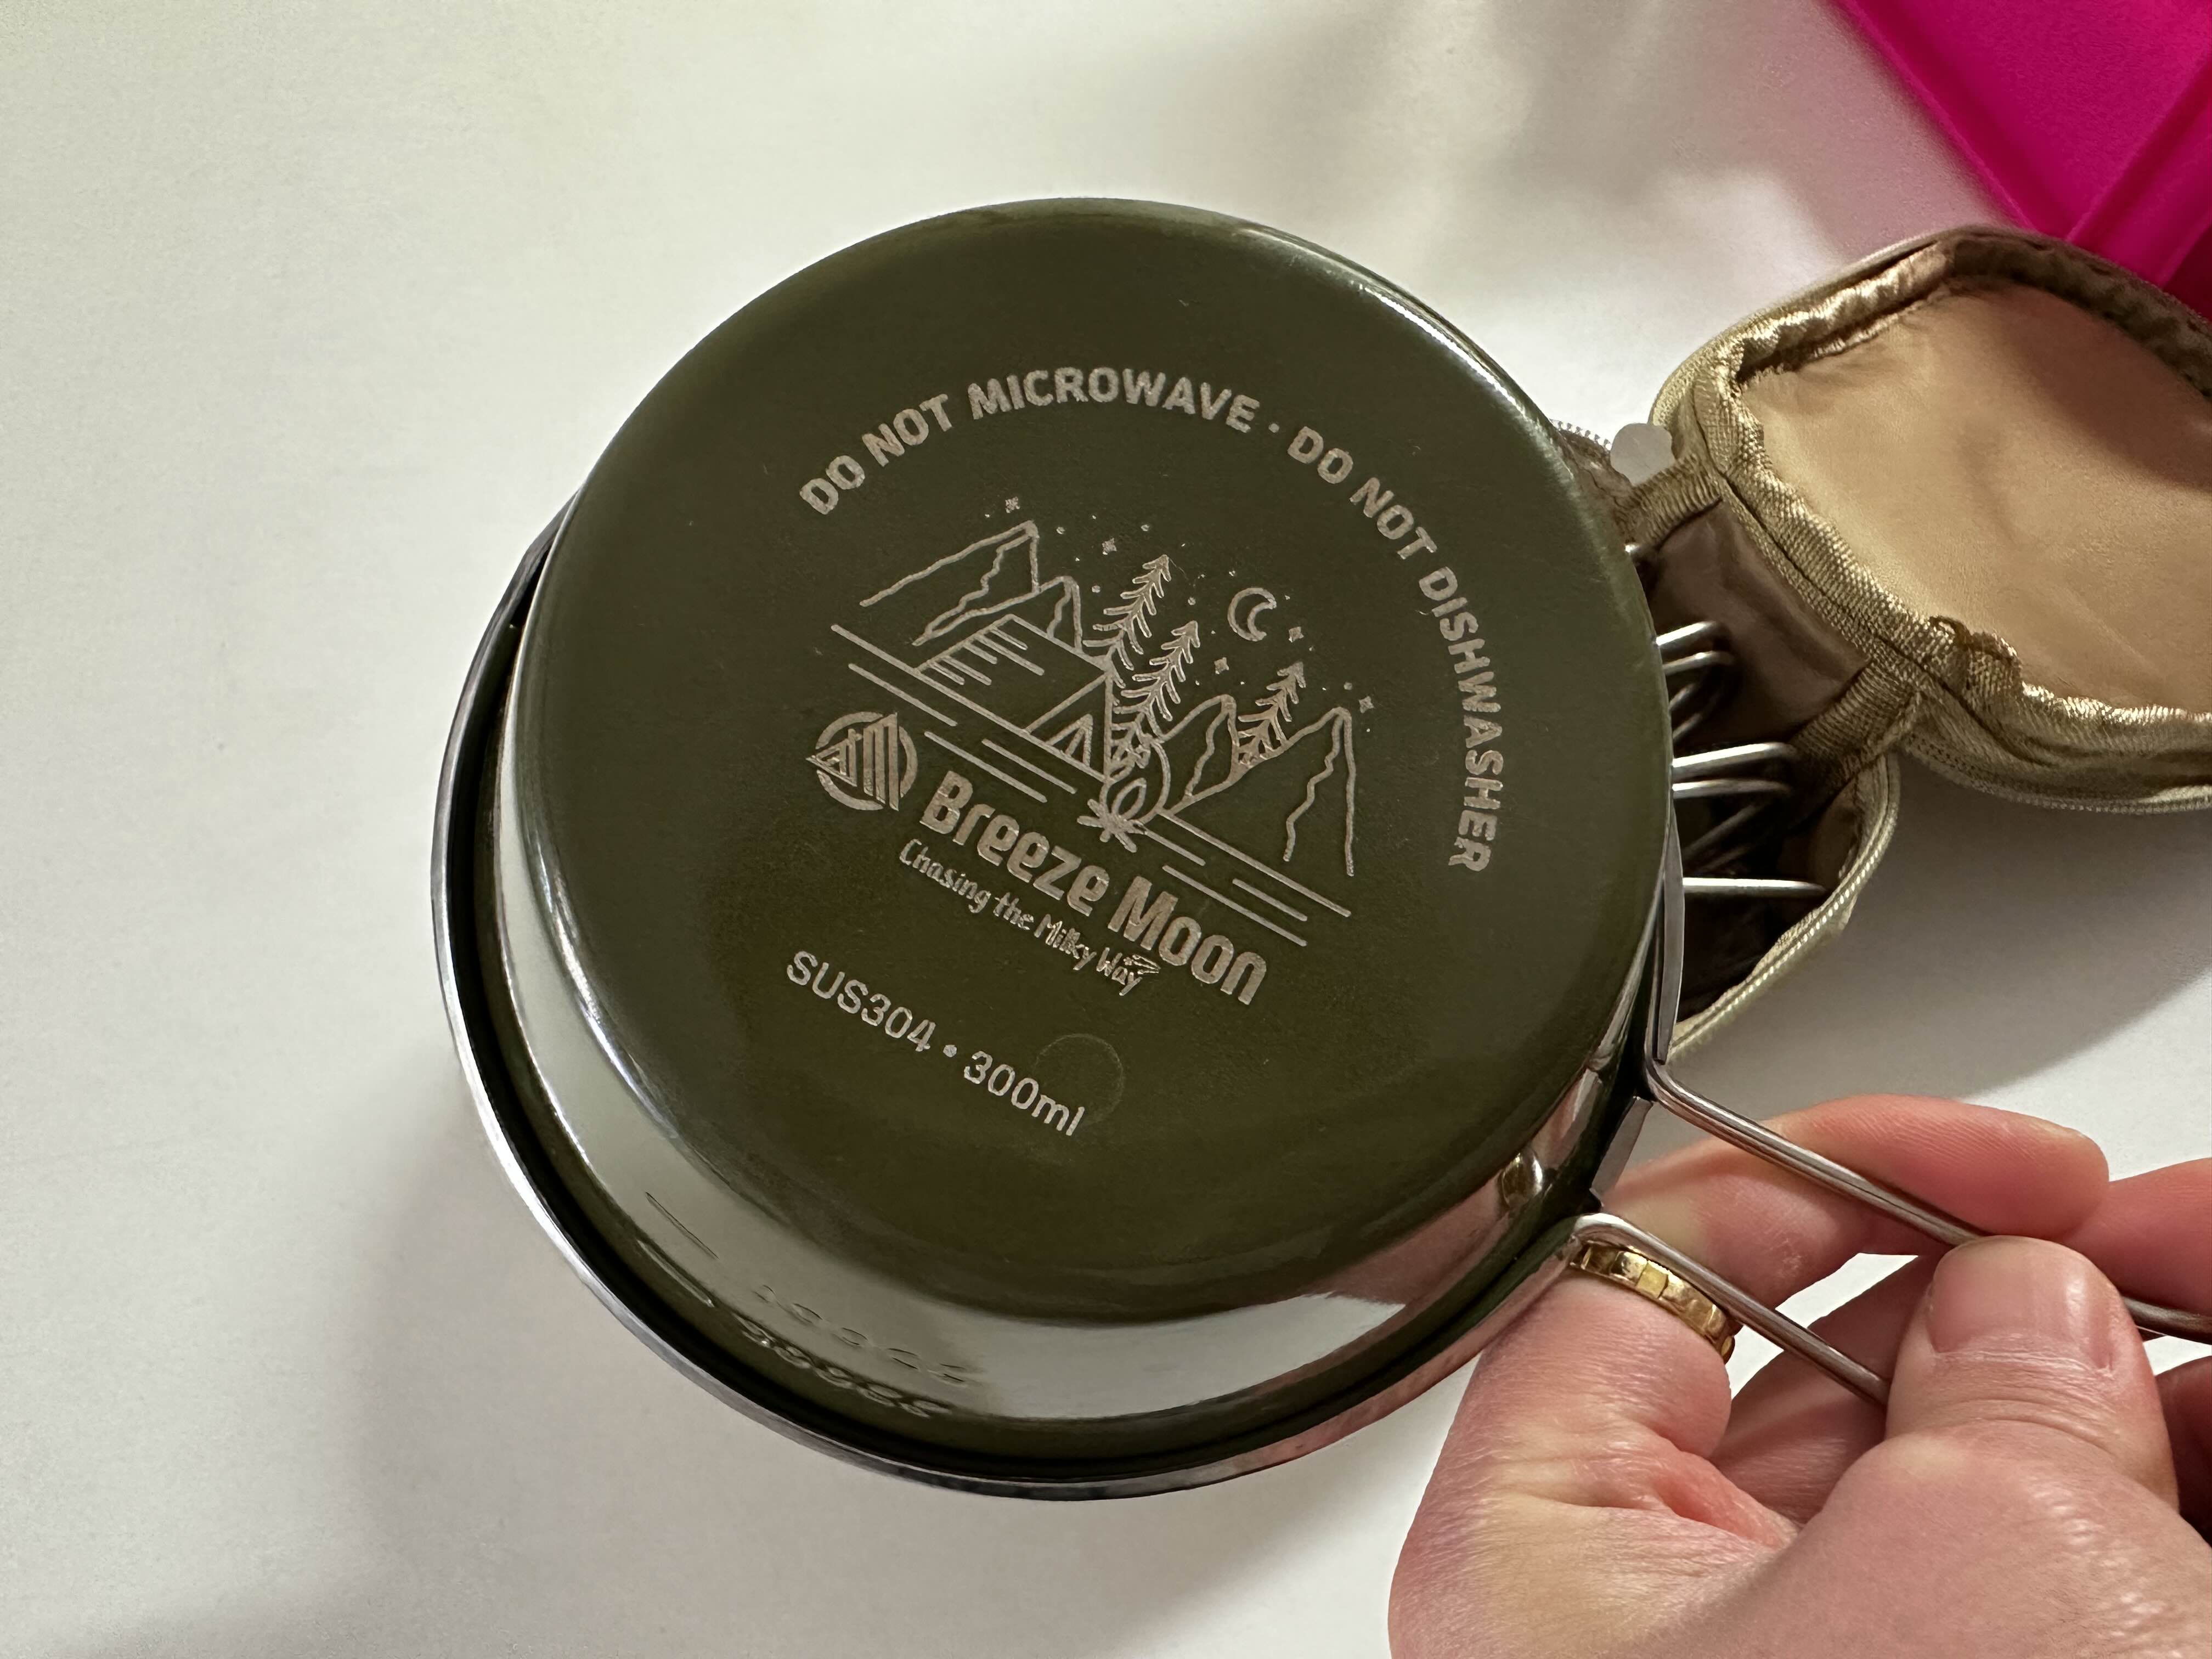 DO NOT MICROWAVE · DO NOT DISHWASHER
Breeze Moon
Chasing the Milky Way
SUS304 • 300ml